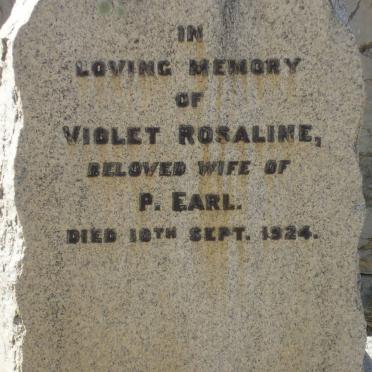 IN
LOVING MEMORY
OF
VIOLET ROSALINE,
BELOVED WIFE OF
P. EARL.
DIED 10TH SEPT. 1924.